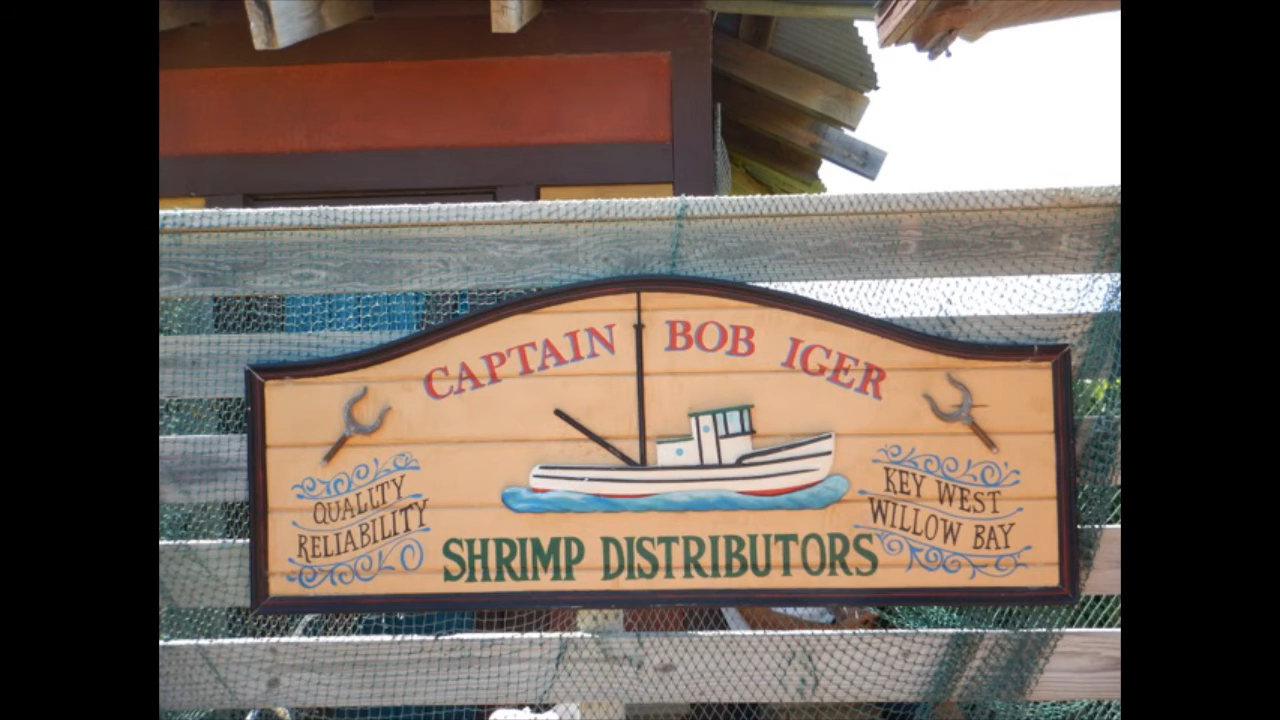 CAPTAIN BOB IGER
QUALITY
RELIABILITY
KEY WEST
WILLOW BAY
SHRIMP DISTRIBUTORS